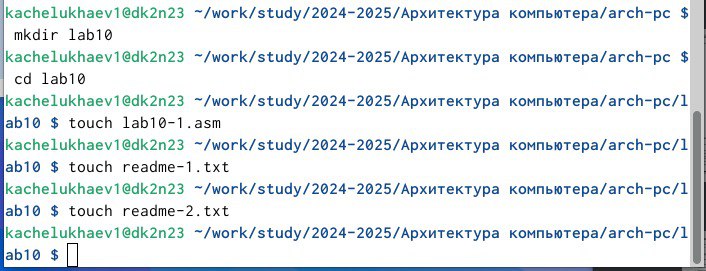 kachelukhaev1@dk2n23 ~/work/study/2024-2025/Архитектура компьютера/arch-pc $
mkdir lab10
kachelukhaev1@dk2n23 ~/work/study/2024-2025/Архитектура компьютера/arch-pc $
cd lab10
kachelukhaev1@dk2n23 ~/work/study/2024-2025/Архитектура компьютера/arch-pc/l
ab10 $ touch lab10-1.asm
kachelukhaev1@dk2n23 ~/work/study/2024-2025/Архитектура компьютера/arch-pc/l
ab10 $ touch readme-1.txt
kachelukhaev1@dk2n23 ~/work/study/2024-2025/Архитектура компьютера/arch-pc/l
ab10 $ touch readme-2.txt
kachelukhaev1@dk2n23 ~/work/study/2024-2025/Архитектура компьютера/arch-pc/l
ab10 $